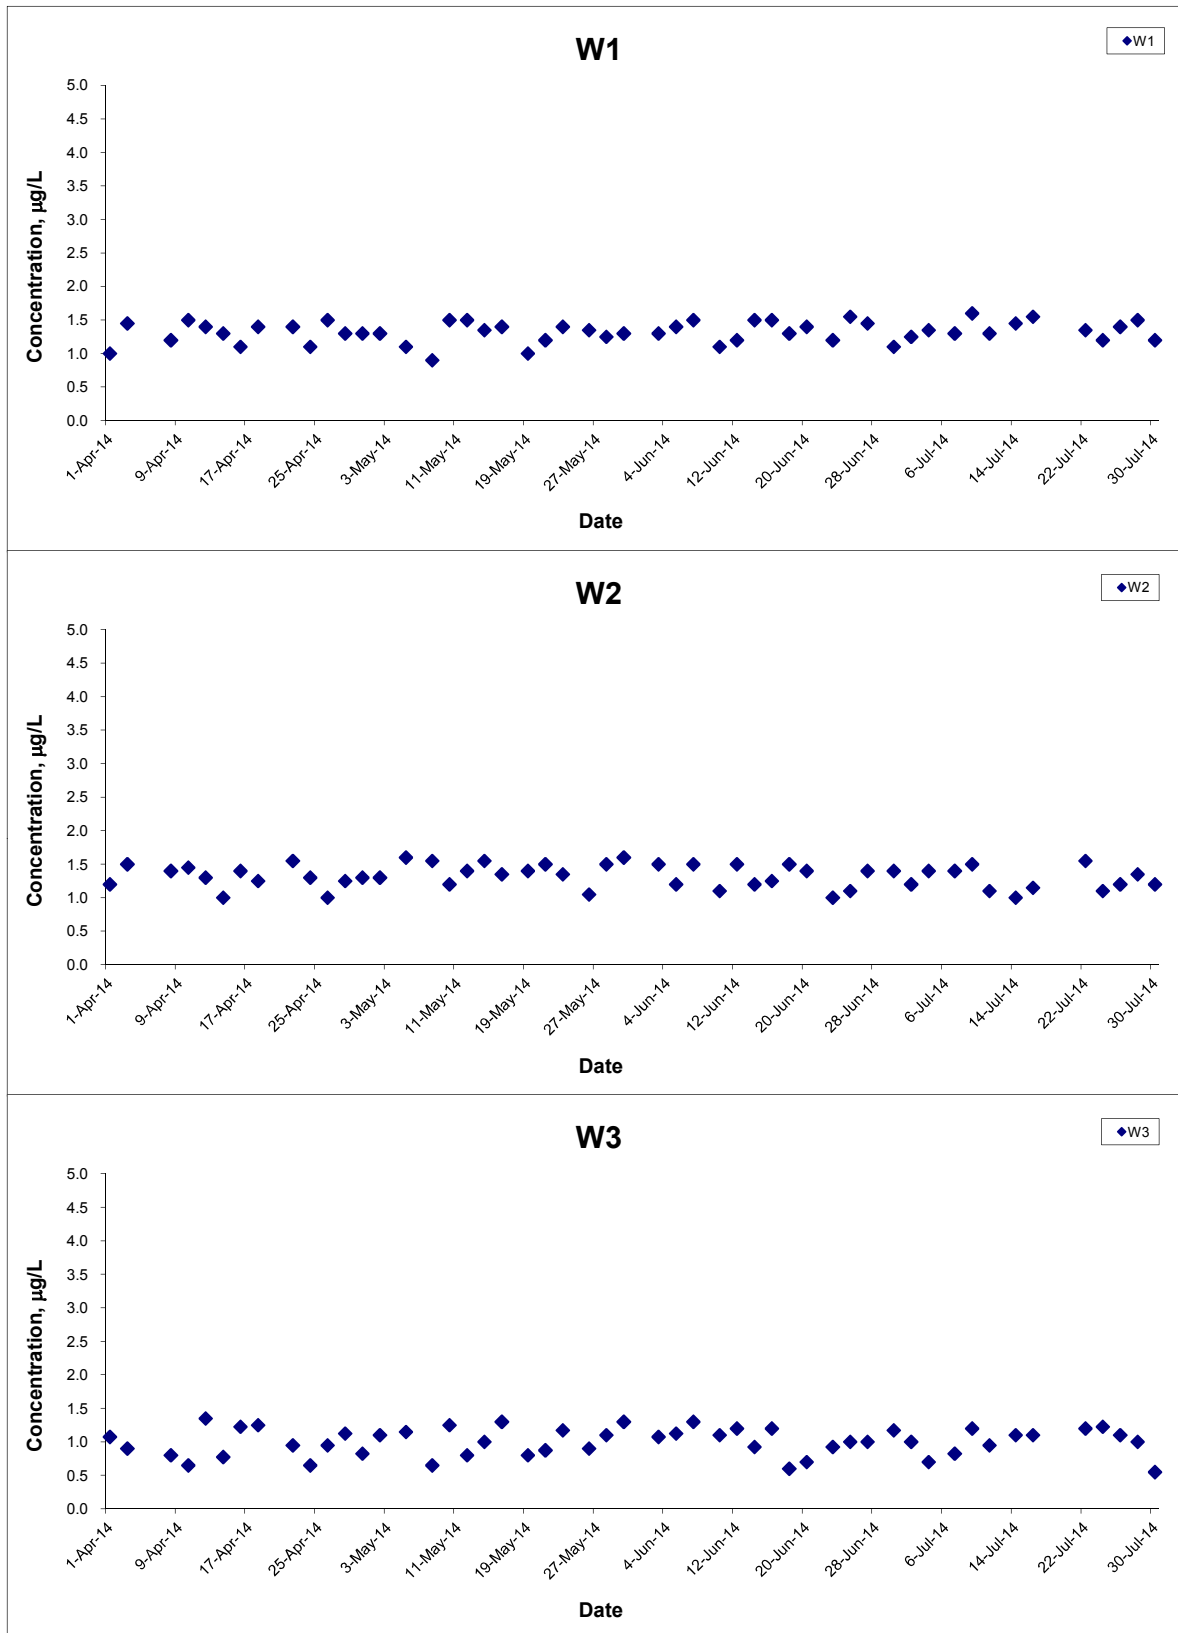 W1
W1
5.0
4.5
4.0
3.5
3.0
2.5
2.0
1.5
1.0
0.5
0.0
Concentration, µg/L
1-Apr-14 9-Apr-14 17-Apr-14 25-Apr-14 3-May-14 11-May-14 19-May-14 27-May-14 4-Jun-14 12-Jun-14 20-Jun-14 28-Jun-14 6-Jul-14 14-Jul-14 22-Jul-14 30-Jul-14
Date
W2
W2
5.0
4.5
4.0
3.5
3.0
2.5
2.0
1.5
1.0
0.5
0.0
Concentration, µg/L
1-Apr-14 9-Apr-14 17-Apr-14 25-Apr-14 3-May-14 11-May-14 19-May-14 27-May-14 4-Jun-14 12-Jun-14 20-Jun-14 28-Jun-14 6-Jul-14 14-Jul-14 22-Jul-14 30-Jul-14
Date
W3
W3
5.0
4.5
4.0
3.5
3.0
2.5
2.0
1.5
1.0
0.5
0.0
Concentration, µg/L
1-Apr-14 9-Apr-14 17-Apr-14 25-Apr-14 3-May-14 11-May-14 19-May-14 27-May-14 4-Jun-14 12-Jun-14 20-Jun-14 28-Jun-14 6-Jul-14 14-Jul-14 22-Jul-14 30-Jul-14
Date